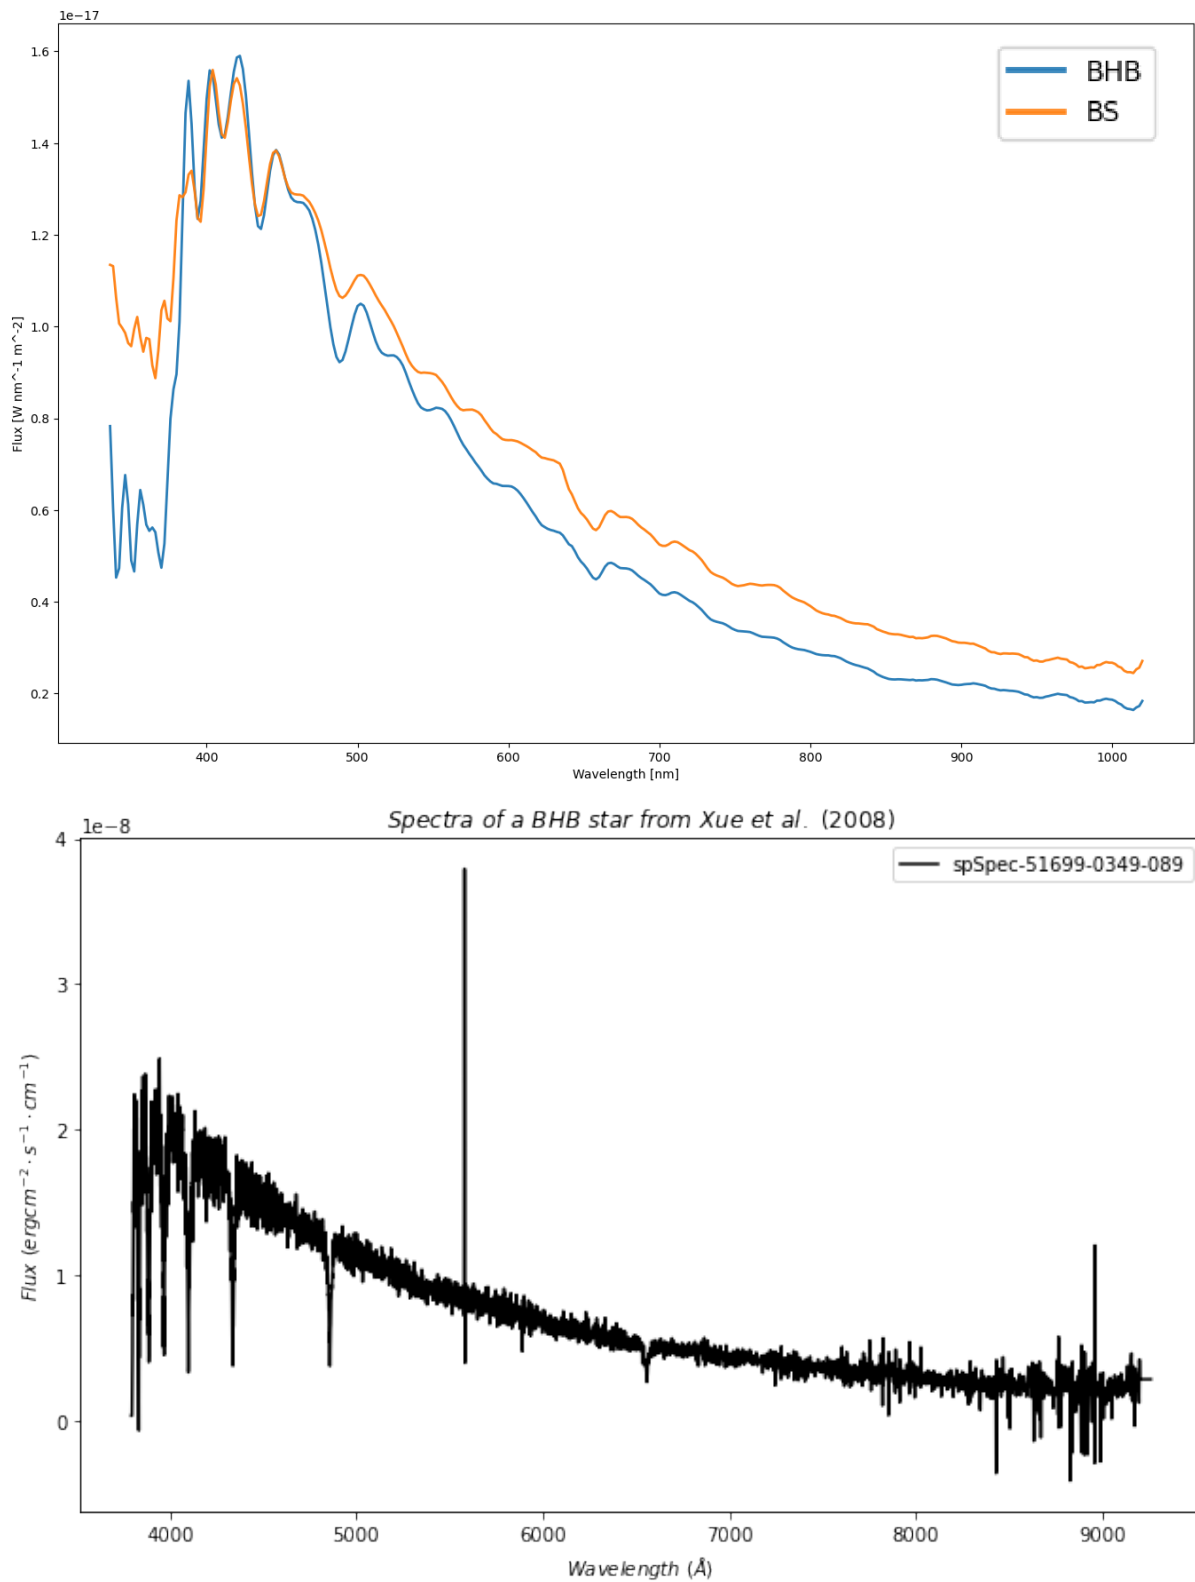 1e−17
1.6
1.4
1.2
1.0
0.8
0.6
0.4
0.2
Flux [W nm^-1 m^-2]
BHB
BS
400 500 600 700 800 900 1000
Wavelength [nm]
Spectra of a BHB star from Xue et al. (2008)
1e−8
4
3
2
1
0
Flux (ergcm⁻² · s⁻¹ · cm⁻¹)
spSpec-51699-0349-089
4000 5000 6000 7000 8000 9000
Wavelength (Å)